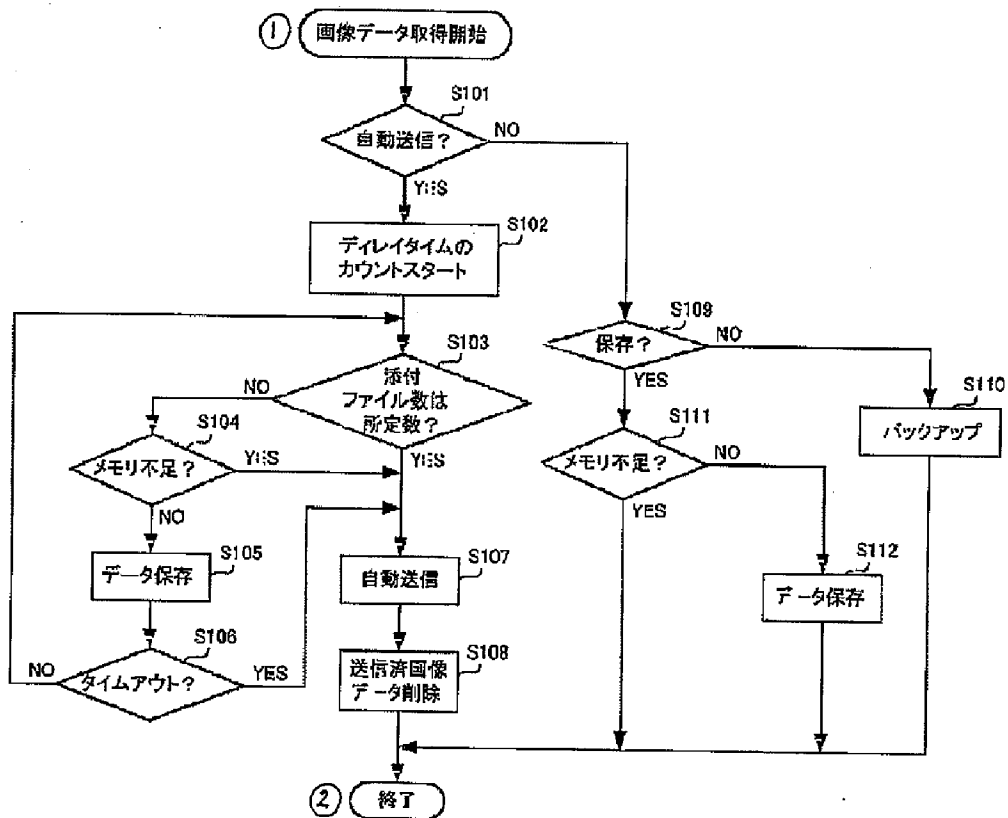 ① 画像データ取得開始
S101
自動送信?
NO
YES
S102
ディレイタイムの
カウントスタート
S109
保存?
NO
YES
S103
添付
ファイル数は
所定数?
NO
YES
S110
バックアップ
S104
メモリ不足?
YES
NO
S111
メモリ不足?
NO
YES
S105
データ保存
S107
自動送信
S112
データ保存
S106
タイムアウト?
NO
YES
S108
送信済画像
データ削除
② 終了